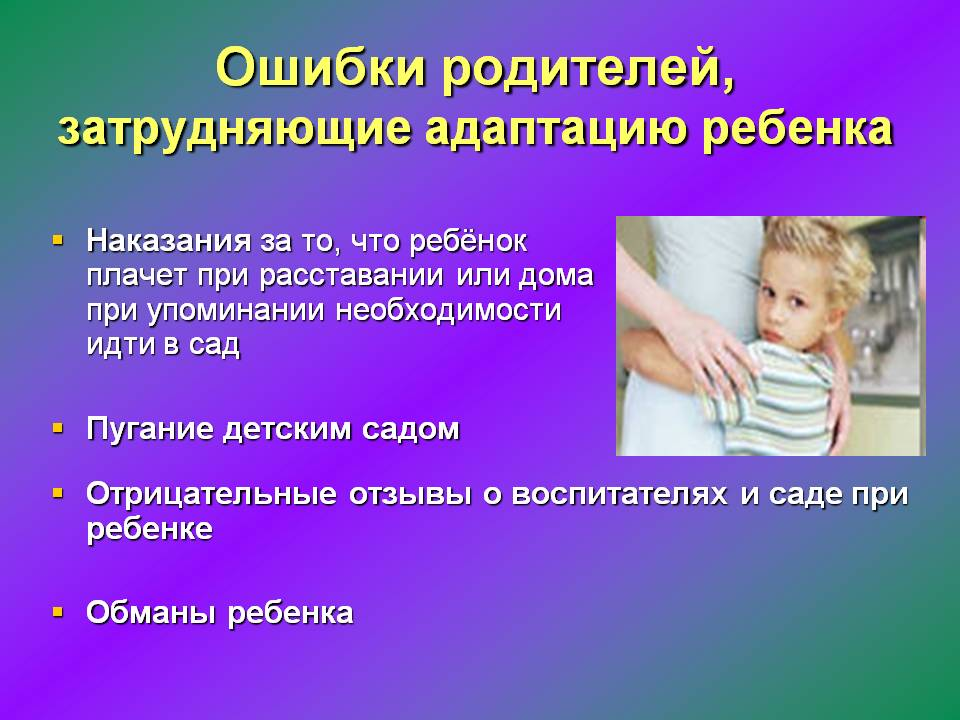 Ошибки родителей,
затрудняющие адаптацию ребенка
▪ Наказания за то, что ребёнок
плачет при расставании или дома
при упоминании необходимости
идти в сад
▪ Пугание детским садом
▪ Отрицательные отзывы о воспитателях и саде при
ребенке
▪ Обманы ребенка